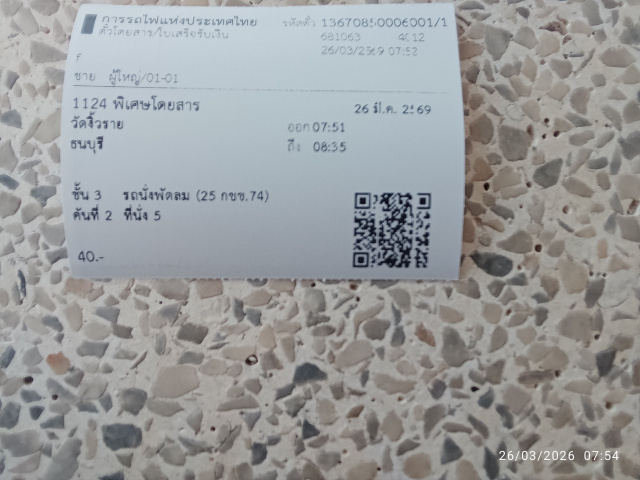 การรถไฟแห่งประเทศไทย รหัสตั๋ว 13670850006001/1
ตั๋วโดยสาร/ใบเสร็จรับเงิน 681063 4012
26/03/2569 07:52
ชาย ผู้ใหญ่/01-01
1124 พิเศษโดยสาร 26 มี.ค. 2569
วัดงิ้วราย ออก 07:51
ธนบุรี ถึง 08:35
ชั้น 3 รถนั่งพัดลม (25 กซข.74)
คันที่ 2 ที่นั่ง 5
40.-
26/03/2026 07:54